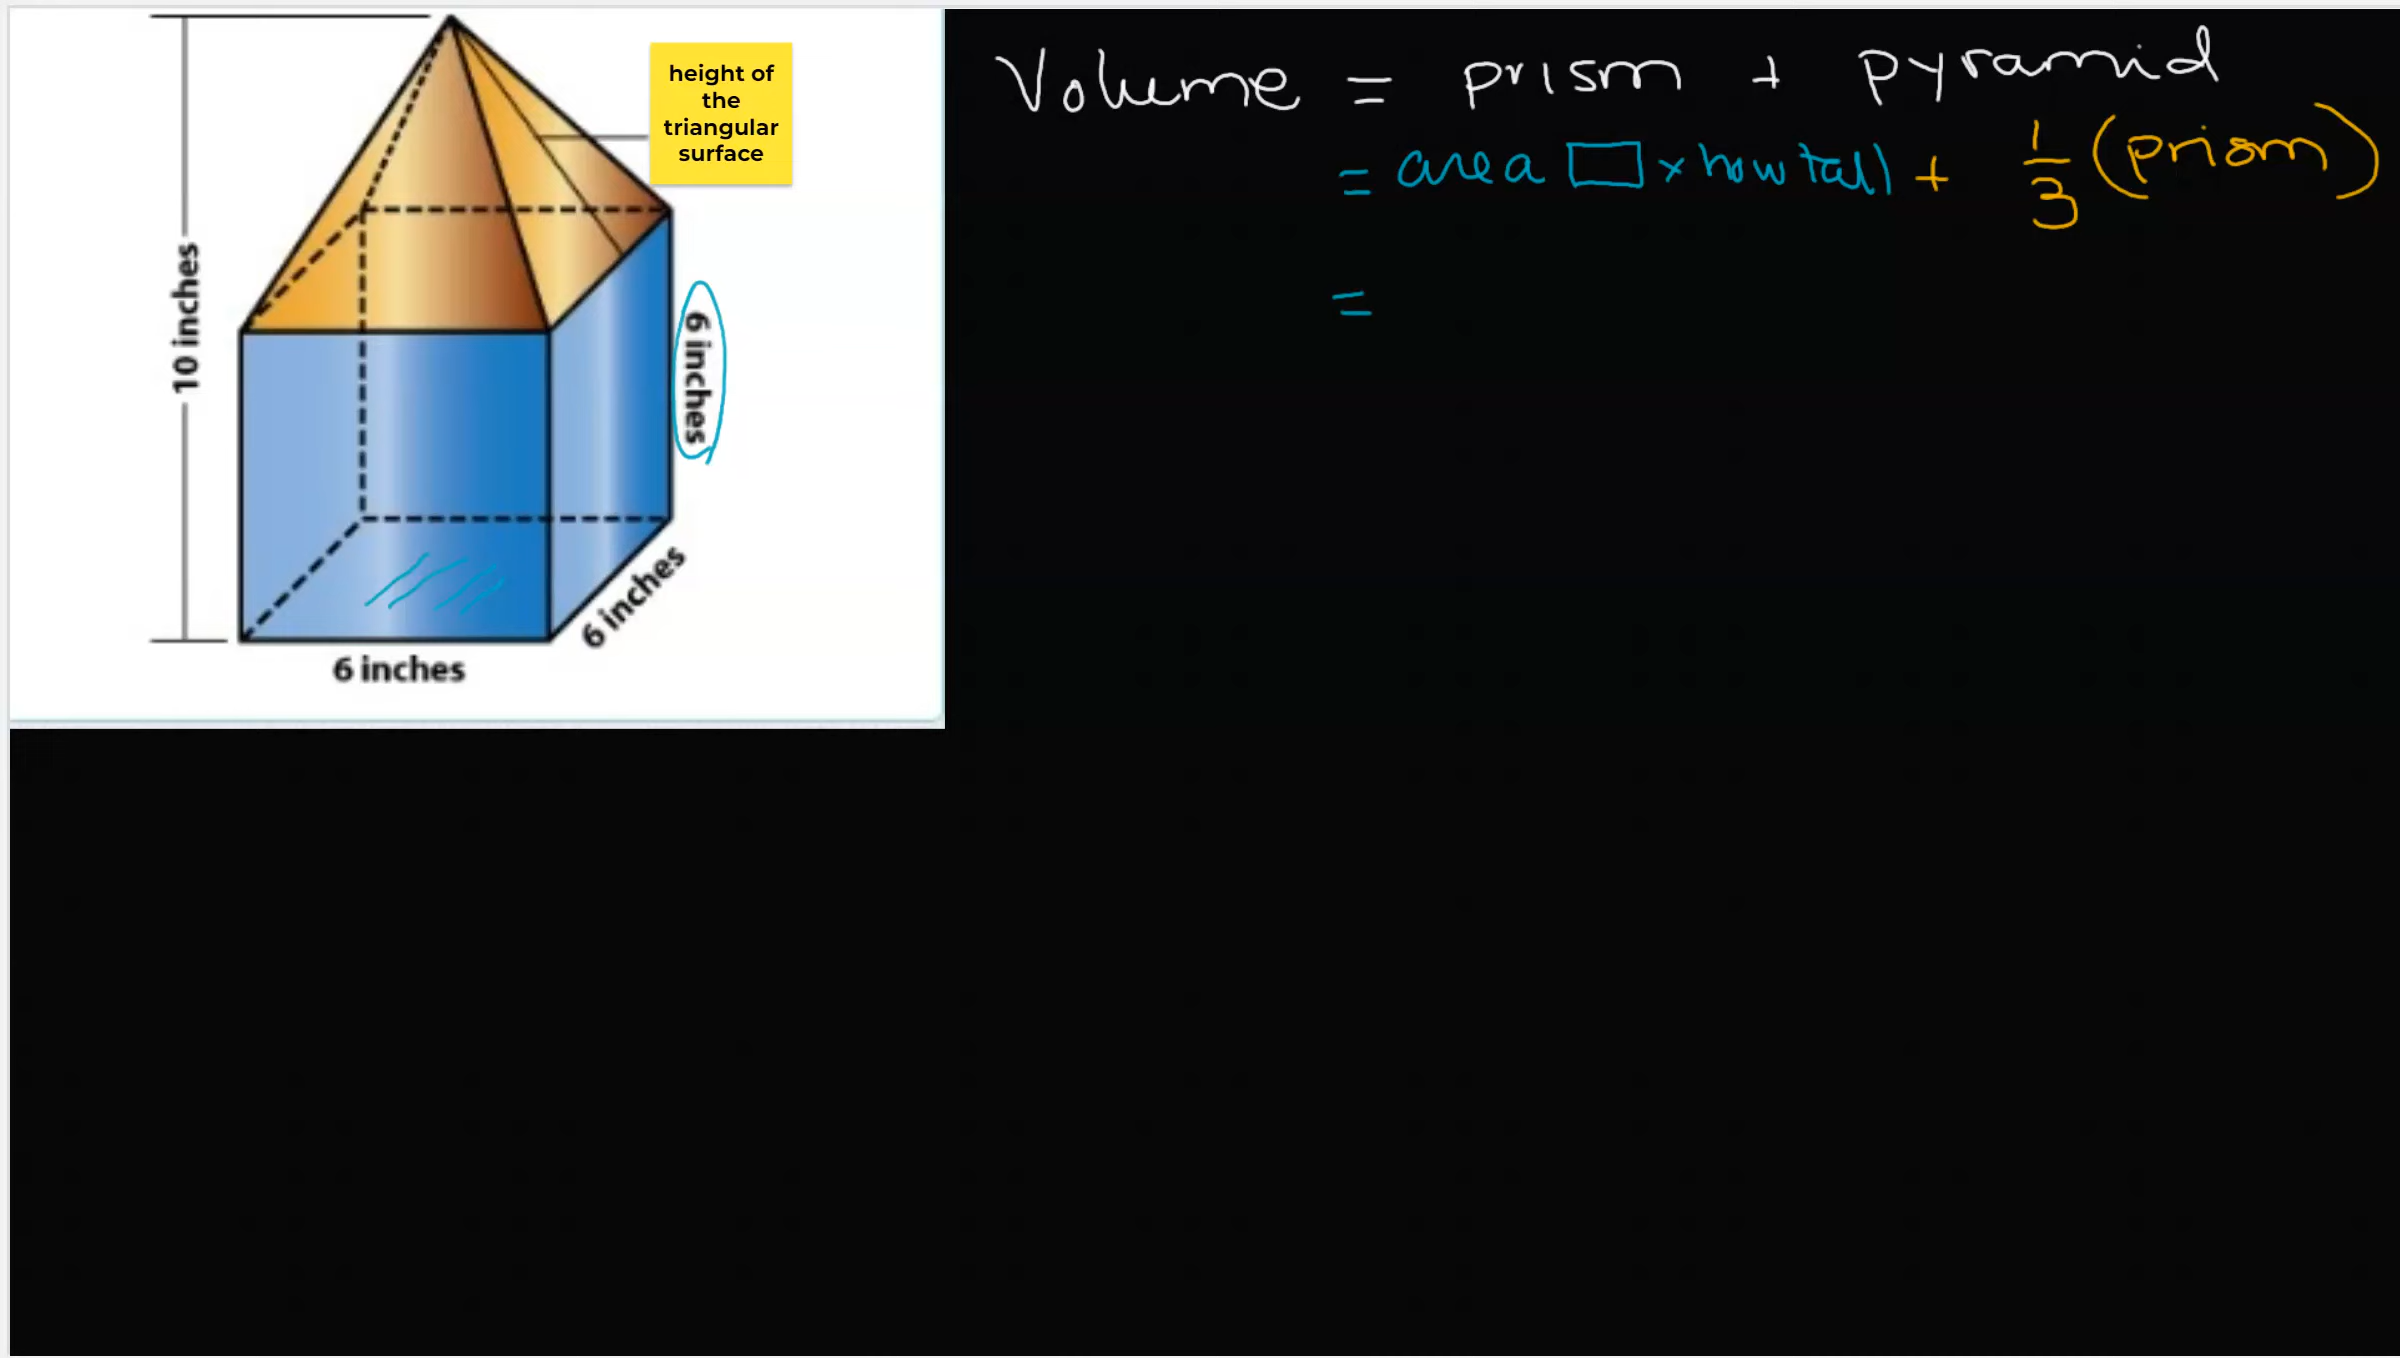 height of
the
triangular
surface
10 inches
6 inches
6 inches
6 inches
Volume = prism + pyramid
= area □ × how tall + 1/3 (prism)
=